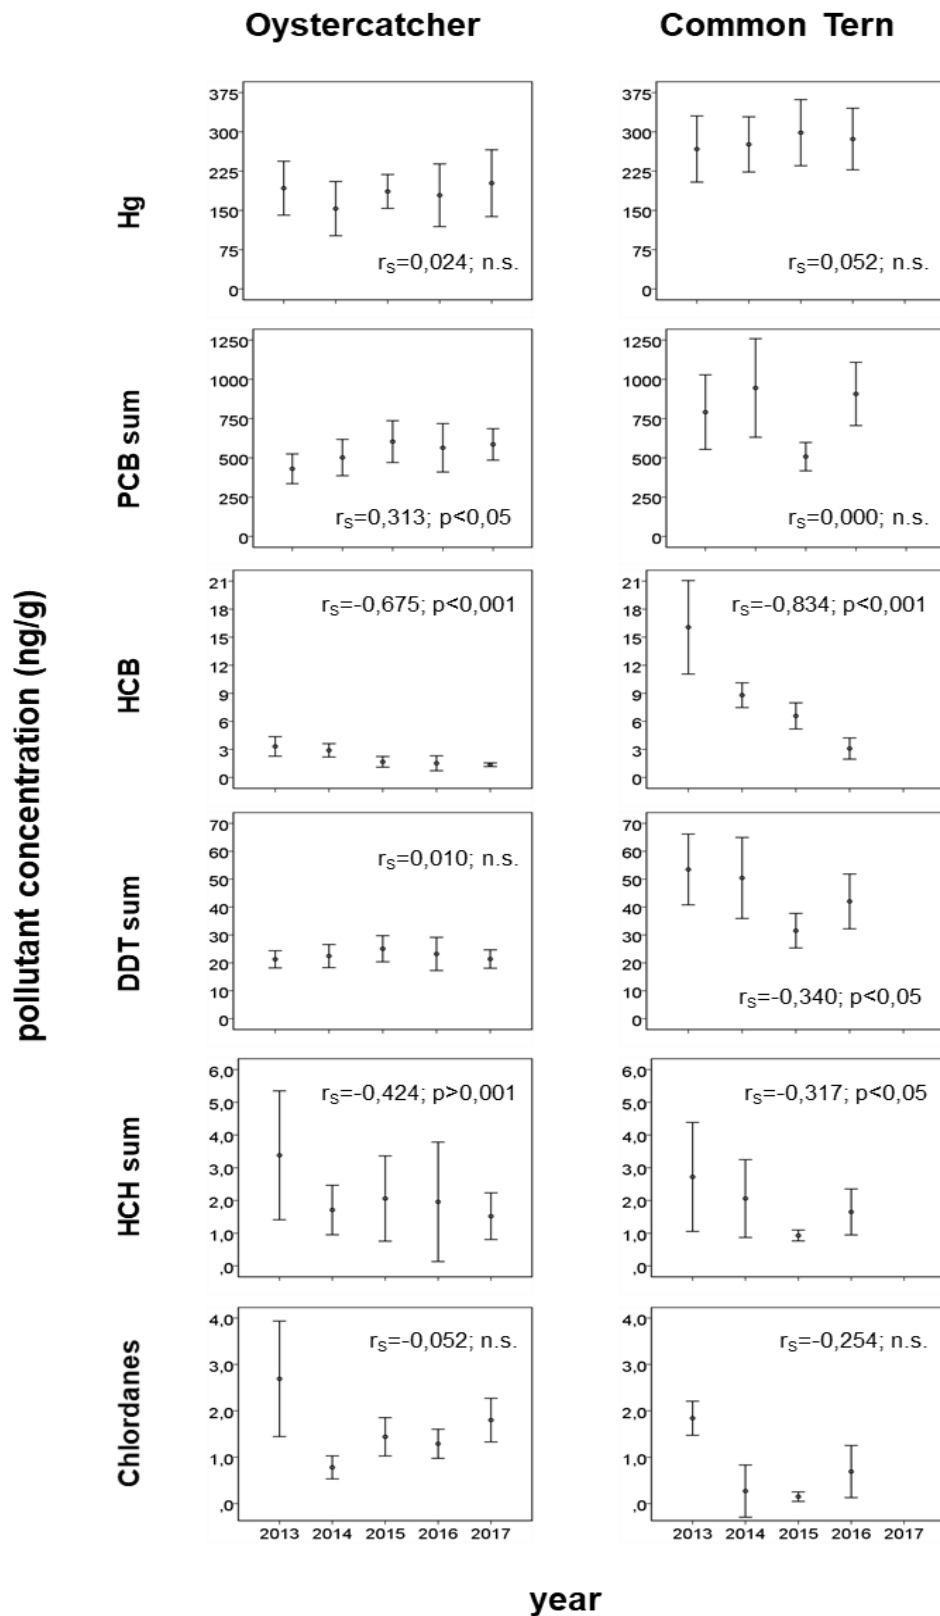 Oystercatcher Common Tern
pollutant concentration (ng/g)
Hg
375 300 225 150 75 0
rS=0,024; n.s.
375 300 225 150 75 0
rS=0,052; n.s.
PCB sum
1250 1000 750 500 250 0
rS=0,313; p<0,05
1250 1000 750 500 250 0
rS=0,000; n.s.
HCB
21 18 15 12 9 6 3 0
rS=-0,675; p<0,001
21 18 15 12 9 6 3 0
rS=-0,834; p<0,001
DDT sum
70 60 50 40 30 20 10 0
rS=0,010; n.s.
70 60 50 40 30 20 10 0
rS=-0,340; p<0,05
HCH sum
6,0 5,0 4,0 3,0 2,0 1,0 ,0
rS=-0,424; p>0,001
6,0 5,0 4,0 3,0 2,0 1,0 ,0
rS=-0,317; p<0,05
Chlordanes
4,0 3,0 2,0 1,0 ,0
rS=-0,052; n.s.
4,0 3,0 2,0 1,0 ,0
rS=-0,254; n.s.
2013 2014 2015 2016 2017
2013 2014 2015 2016 2017
year